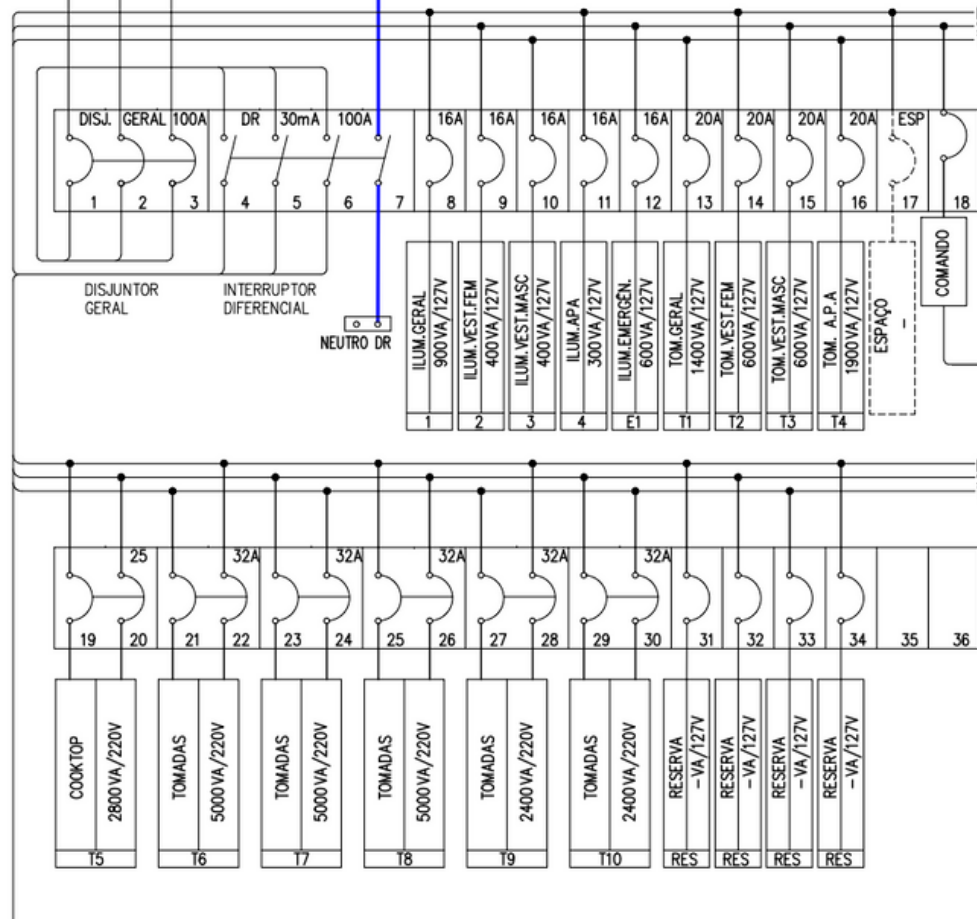 DISJ. GERAL 100A DR 30mA 100A 16A 16A 16A 16A 16A 20A 20A 20A 20A ESP
1 2 3 4 5 6 7 8 9 10 11 12 13 14 15 16 17 18
DISJUNTOR
GERAL
INTERRUPTOR
DIFERENCIAL
NEUTRO DR
ILUM.GERAL
900VA/127V
1
ILUM.VEST.FEM
400VA/127V
2
ILUM.VEST.MASC
400VA/127V
3
ILUM.APA
300VA/127V
4
ILUM.EMERGÊN.
600VA/127V
E1
TOM.GERAL
1400VA/127V
T1
TOM.VEST.FEM
600VA/127V
T2
TOM.VEST.MASC
600VA/127V
T3
TOM. A.P.A
1900VA/127V
T4
ESPAÇO
-
COMANDO
25 32A 32A 32A 32A 32A
19 20 21 22 23 24 25 26 27 28 29 30 31 32 33 34 35 36
COOKTOP
2800VA/220V
T5
TOMADAS
5000VA/220V
T6
TOMADAS
5000VA/220V
T7
TOMADAS
5000VA/220V
T8
TOMADAS
2400VA/220V
T9
TOMADAS
2400VA/220V
T10
RESERVA
-VA/127V
RES
RESERVA
-VA/127V
RES
RESERVA
-VA/127V
RES
RESERVA
-VA/127V
RES